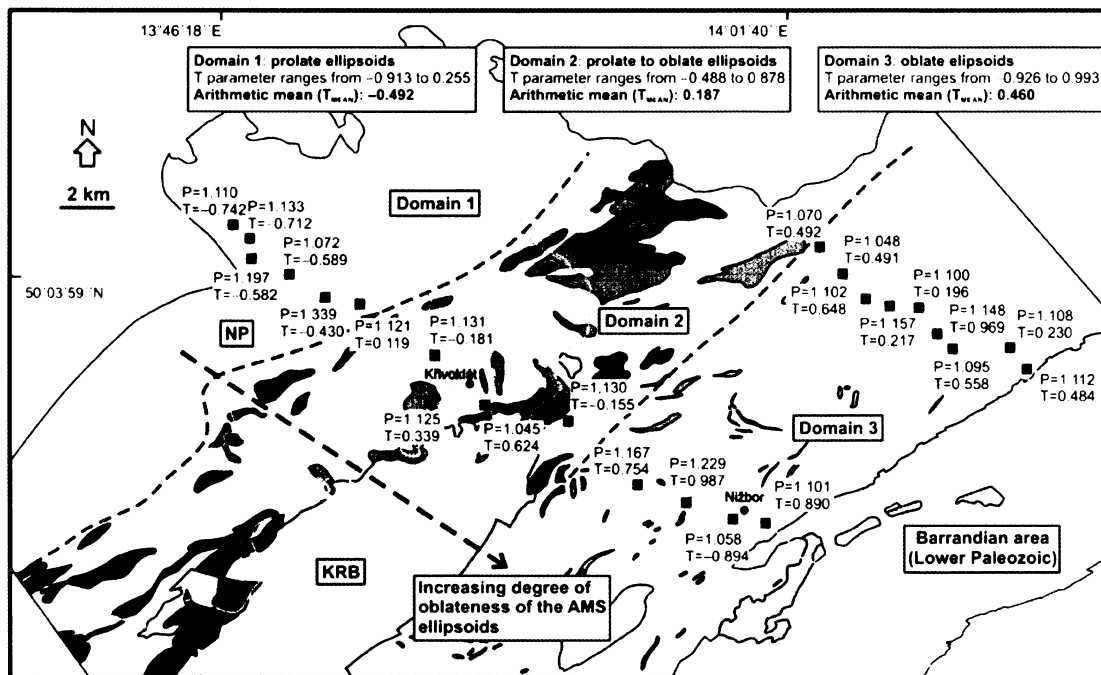 13°46'18''E
14°01'40''E
Domain 1: prolate ellipsoids
T parameter ranges from −0.913 to 0.255
Arithmetic mean (TMEAN): −0.492
Domain 2: prolate to oblate ellipsoids
T parameter ranges from −0.488 to 0.878
Arithmetic mean (TMEAN): 0.187
Domain 3: oblate ellipsoids
T parameter ranges from −0.926 to 0.993
Arithmetic mean (TMEAN): 0.460
N
2 km
P=1.110
T=−0.742
P=1.133
T=−0.712
Domain 1
P=1.072
T=−0.589
P=1.197
T=−0.582
P=1.070
T=0.492
P=1.048
T=0.491
50°03'59''N
P=1.339
T=−0.430
P=1.121
T=0.119
NP
P=1.131
T=−0.181
Křivoklát
Domain 2
P=1.102
T=0.648
P=1.100
T=0.196
P=1.157
T=0.217
P=1.148
T=0.969
P=1.108
T=0.230
P=1.095
T=0.558
P=1.112
T=0.484
P=1.130
T=−0.155
P=1.125
T=0.339
P=1.045
T=0.624
Domain 3
P=1.167
T=0.754
P=1.229
T=0.987
P=1.101
T=0.890
Nižbor
P=1.058
T=−0.894
Barrandian area
(Lower Paleozoic)
KRB
Increasing degree of
oblateness of the AMS
ellipsoids